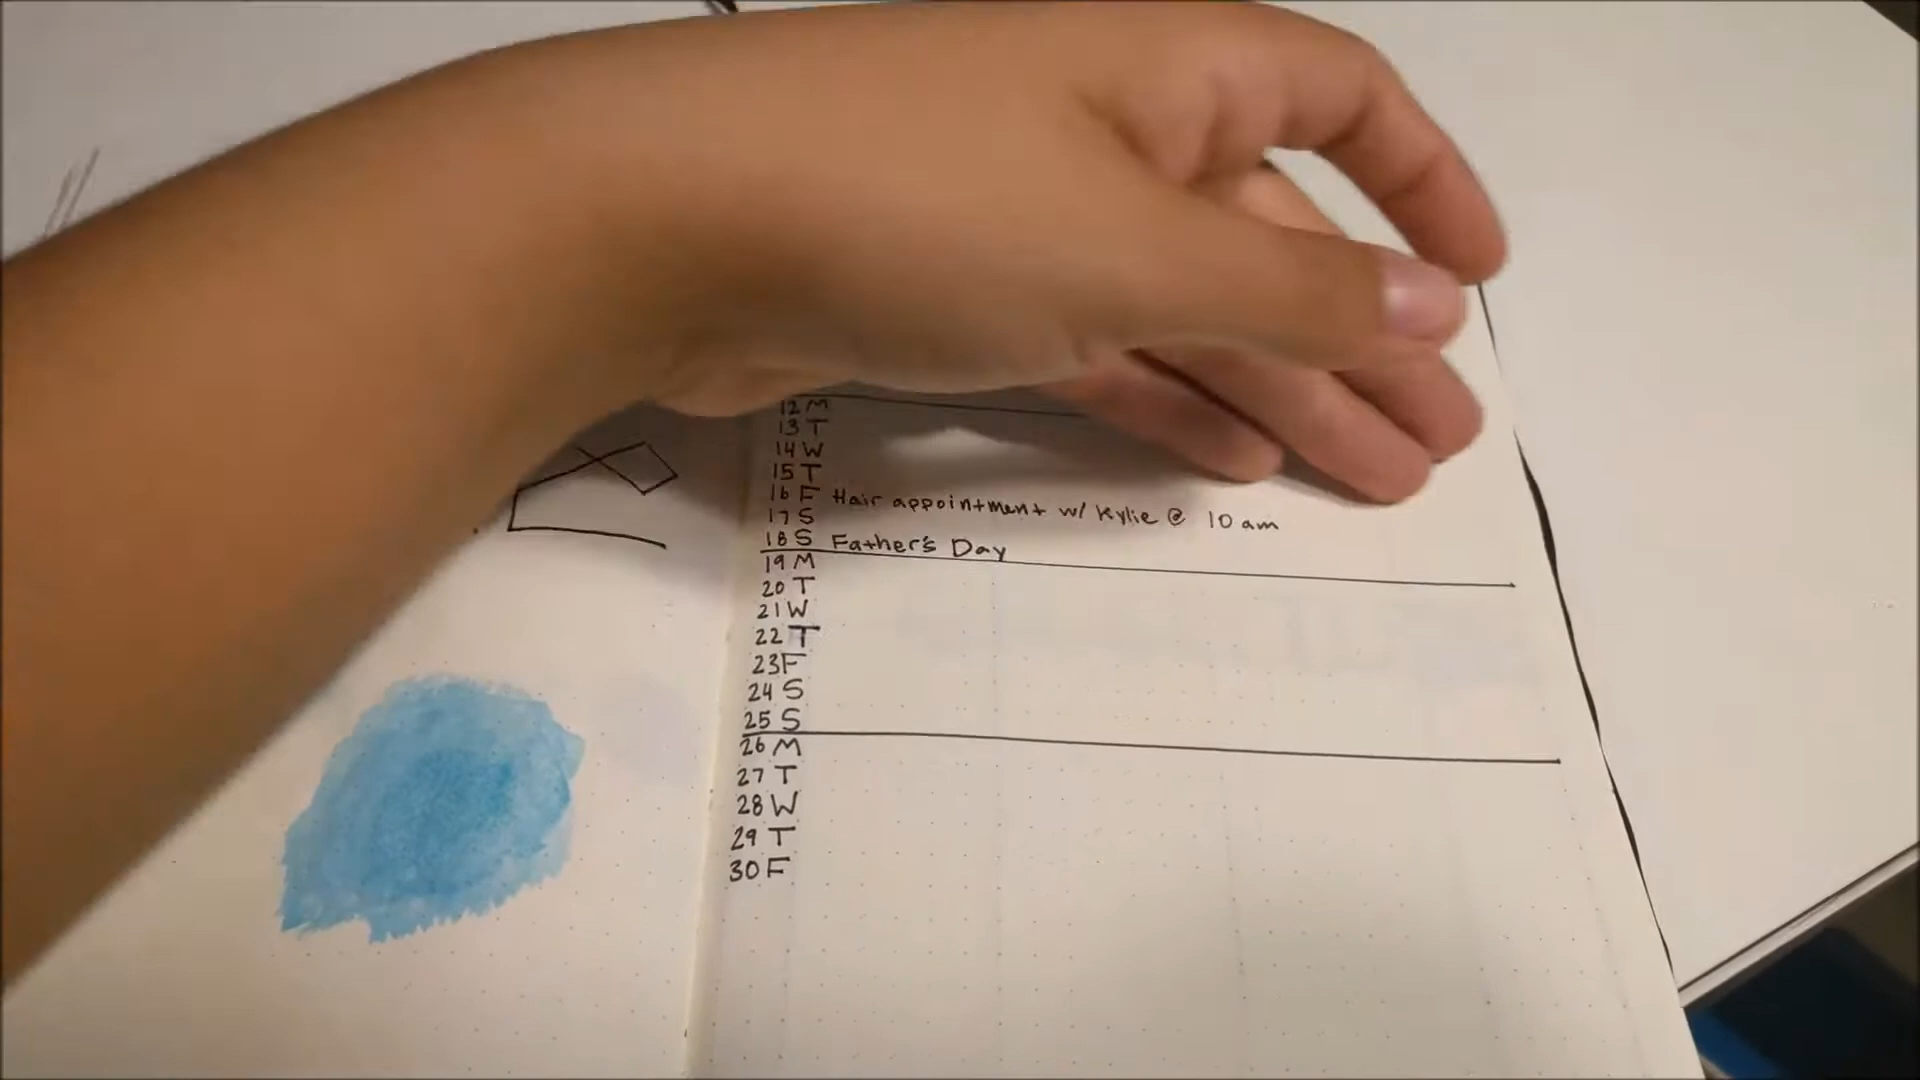 12 M
13 T
14 W
15 T
16 F Hair appointment w/ Kylie @ 10 am
17 S
18 S Father's Day
19 M
20 T
21 W
22 T
23 F
24 S
25 S
26 M
27 T
28 W
29 T
30 F